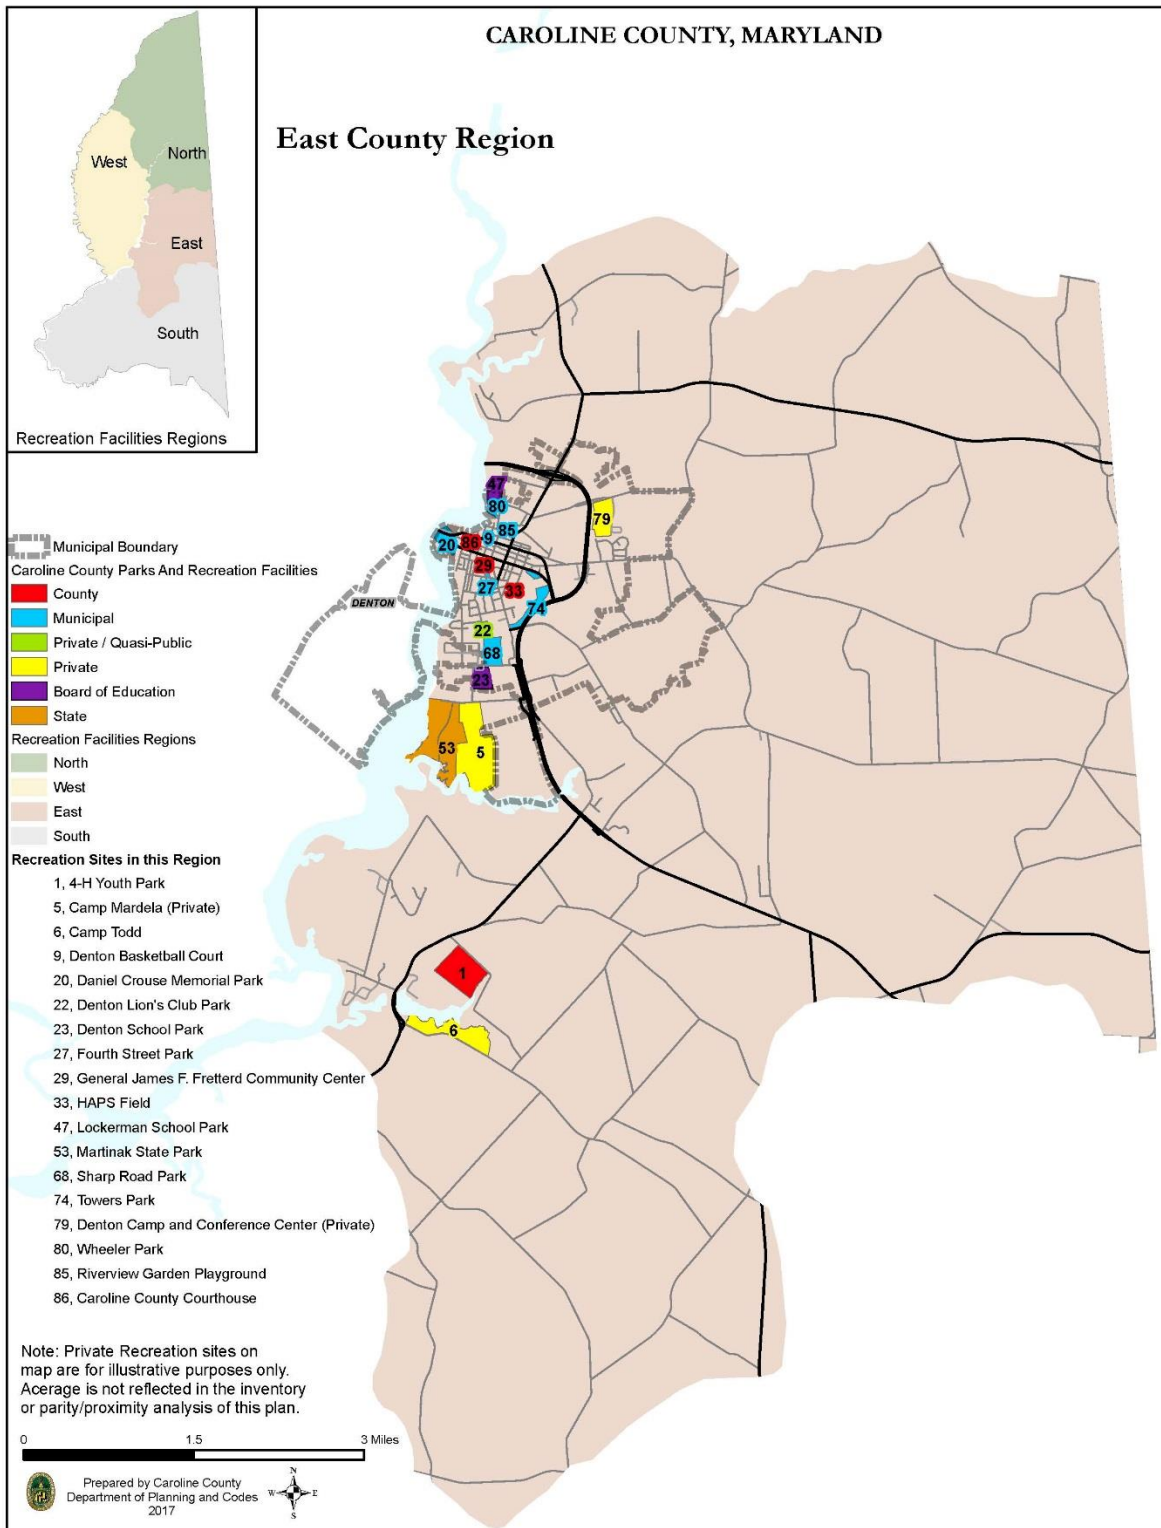 CAROLINE COUNTY, MARYLAND
East County Region
West
North
East
South
Recreation Facilities Regions
Municipal Boundary
Caroline County Parks And Recreation Facilities
County
Municipal
Private / Quasi-Public
Private
Board of Education
State
Recreation Facilities Regions
North
West
East
South
Recreation Sites in this Region
1, 4-H Youth Park
5, Camp Mardela (Private)
6, Camp Todd
9, Denton Basketball Court
20, Daniel Crouse Memorial Park
22, Denton Lion's Club Park
23, Denton School Park
27, Fourth Street Park
29, General James F. Fretterd Community Center
33, HAPS Field
47, Lockerman School Park
53, Martinak State Park
68, Sharp Road Park
74, Towers Park
79, Denton Camp and Conference Center (Private)
80, Wheeler Park
85, Riverview Garden Playground
86, Caroline County Courthouse
47
80
79
85
9
20
86
29
27
33
DENTON
74
22
68
23
53
5
1
6
Note: Private Recreation sites on
map are for illustrative purposes only.
Acerage is not reflected in the inventory
or parity/proximity analysis of this plan.
0 1.5 3 Miles
Prepared by Caroline County
Department of Planning and Codes
2017
N
W E
S